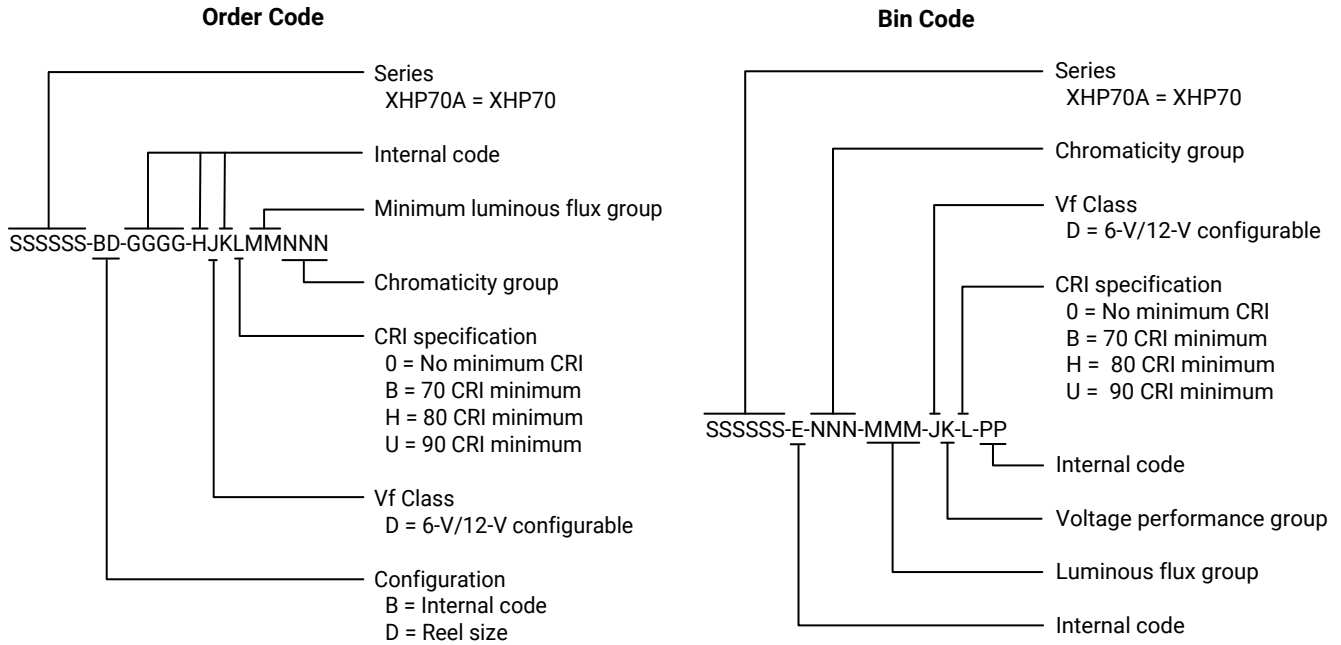 Order Code
Series
XHP70A = XHP70
Internal code
Minimum luminous flux group
SSSSSS-BD-GGGG-HJKLMMNNN
Chromaticity group
CRI specification
0 = No minimum CRI
B = 70 CRI minimum
H = 80 CRI minimum
U = 90 CRI minimum
Vf Class
D = 6-V/12-V configurable
Configuration
B = Internal code
D = Reel size
Bin Code
Series
XHP70A = XHP70
Chromaticity group
Vf Class
D = 6-V/12-V configurable
CRI specification
0 = No minimum CRI
B = 70 CRI minimum
H = 80 CRI minimum
U = 90 CRI minimum
SSSSSS-E-NNN-MMM-JK-L-PP
Internal code
Voltage performance group
Luminous flux group
Internal code